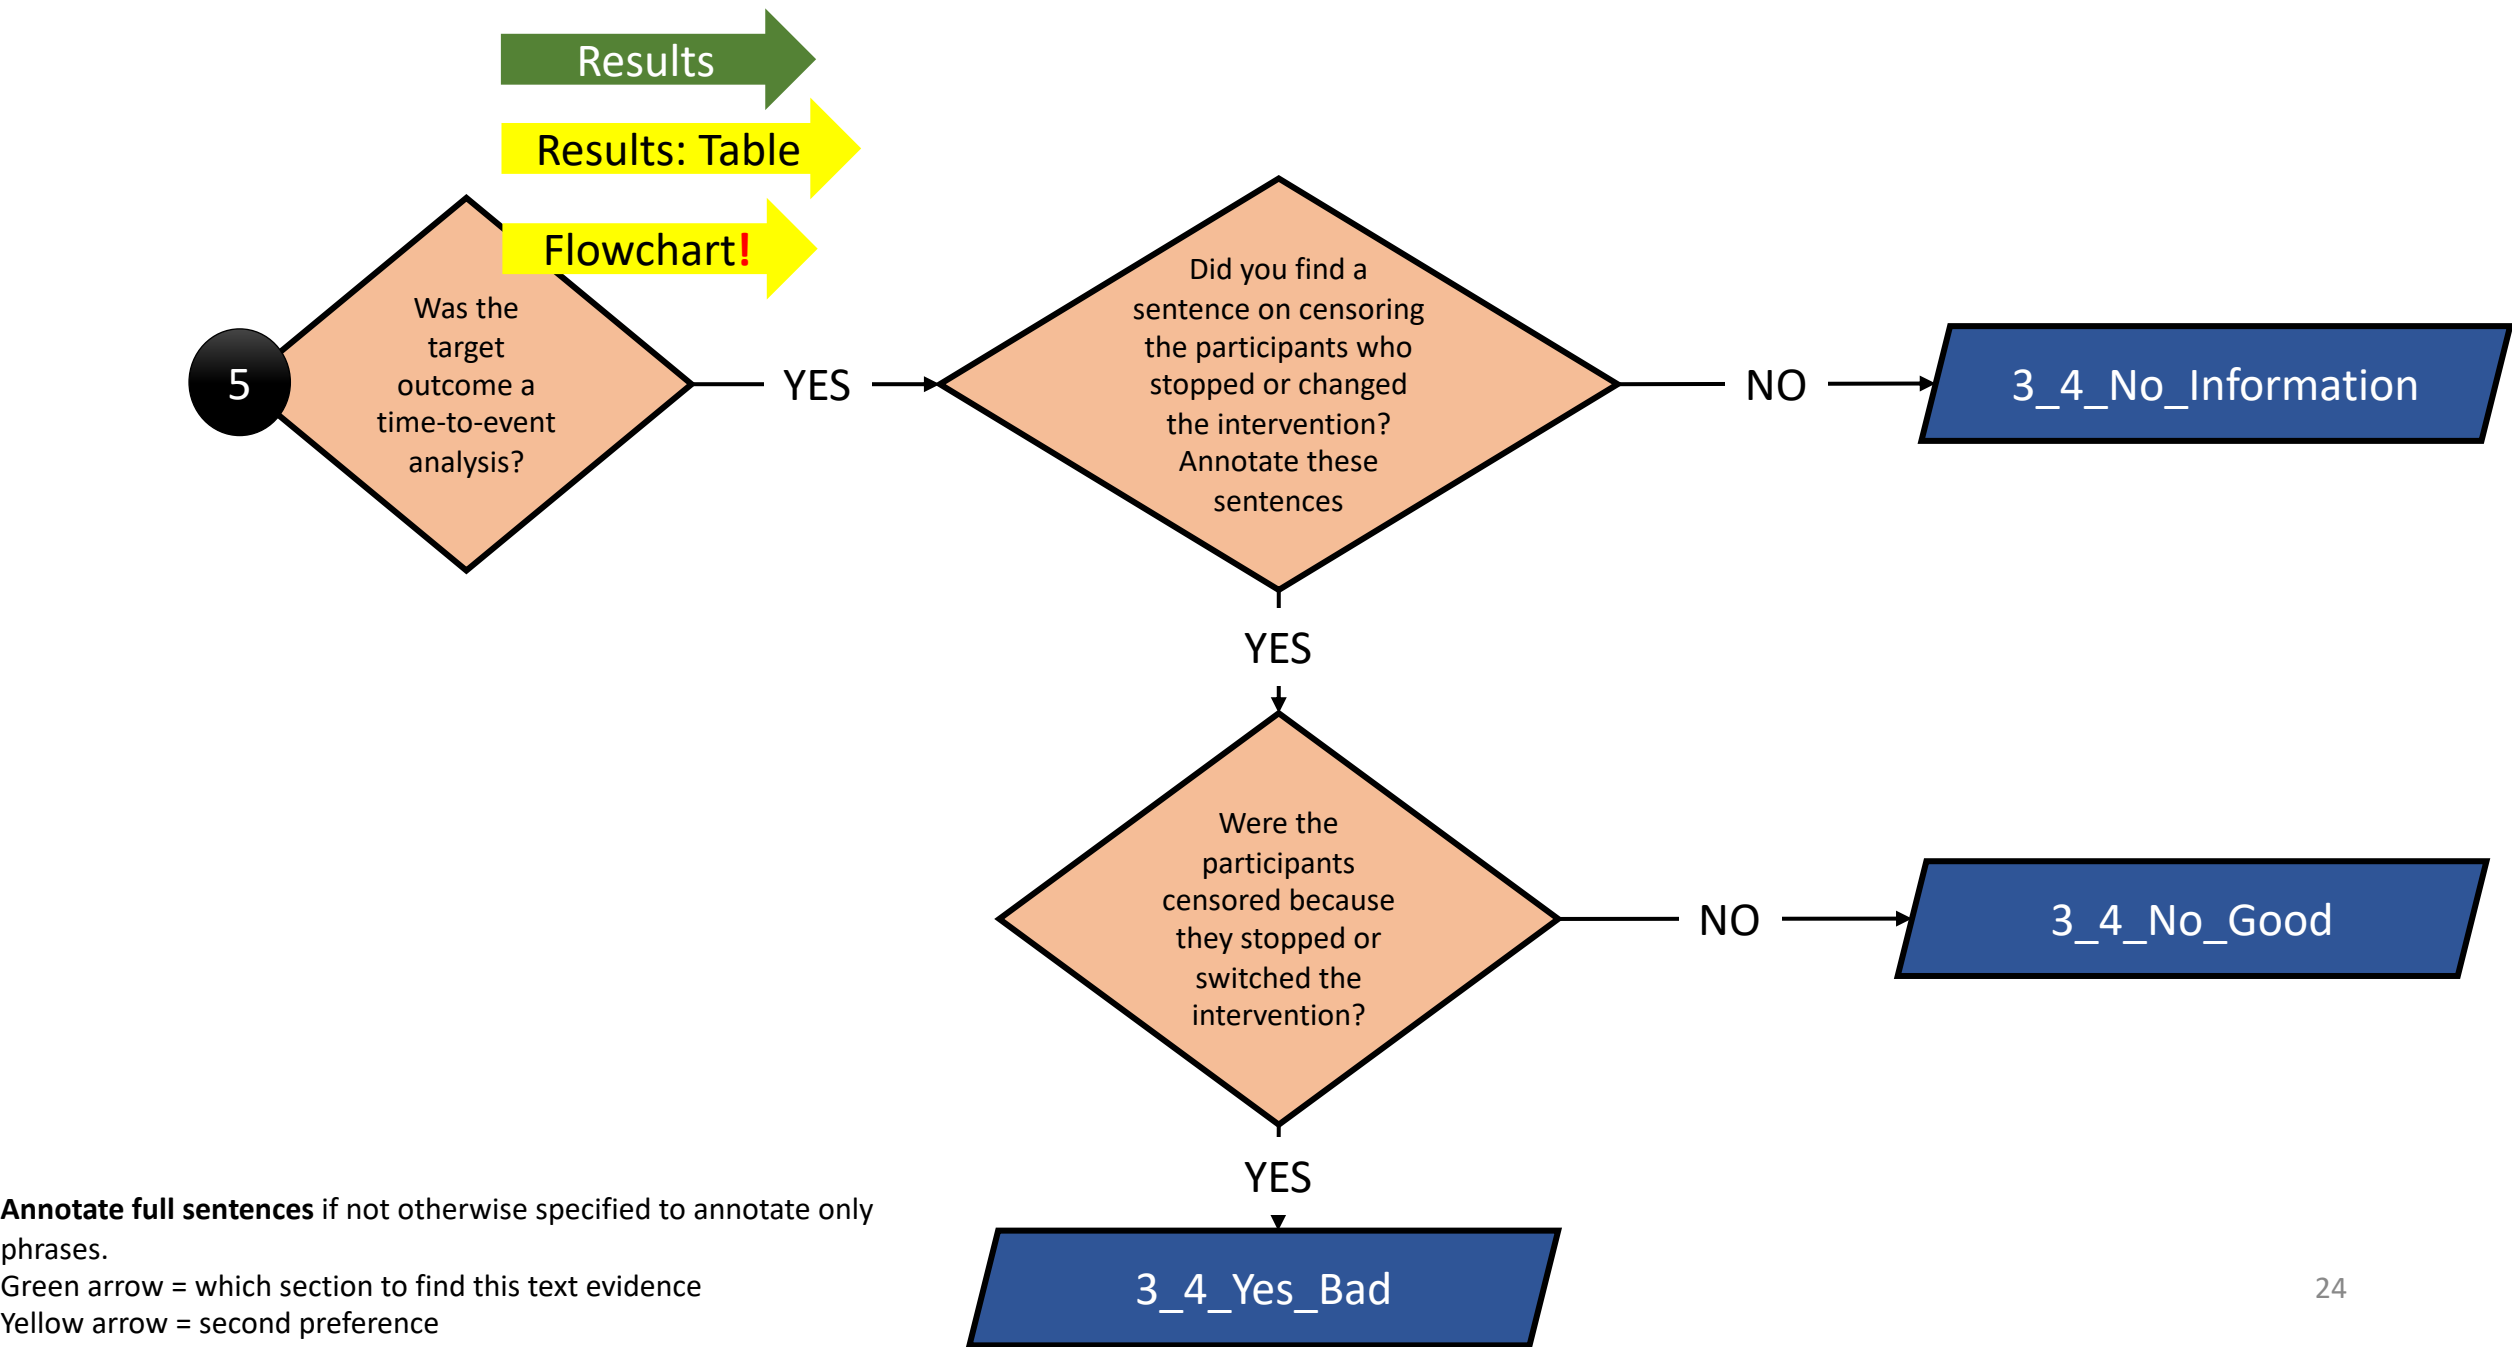 Results
Results: Table
Flowchart!
5
Was the
target
outcome a
time-to-event
analysis?
YES
Did you find a
sentence on censoring
the participants who
stopped or changed
the intervention?
Annotate these
sentences
NO
3_4_No_Information
YES
Were the
participants
censored because
they stopped or
switched the
intervention?
NO
3_4_No_Good
YES
3_4_Yes_Bad
Annotate full sentences if not otherwise specified to annotate only
phrases.
Green arrow = which section to find this text evidence
Yellow arrow = second preference
24